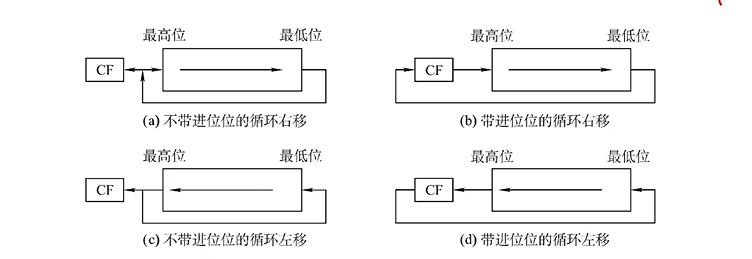 最高位 最低位 最高位 最低位
CF CF
(a) 不带进位位的循环右移 (b) 带进位位的循环右移
最高位 最低位 最高位 最低位
CF CF
(c) 不带进位位的循环左移 (d) 带进位位的循环左移